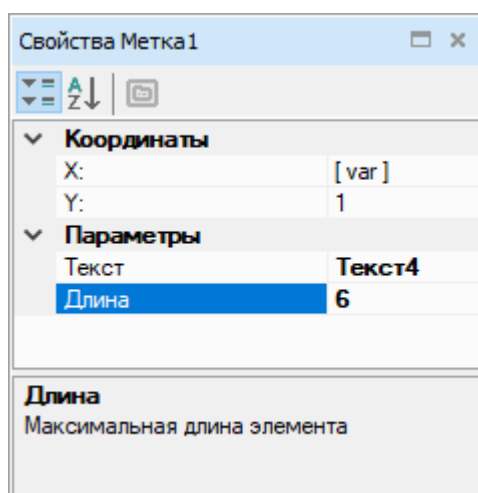 Свойства Метка1
A
Z
Координаты
X: [ var ]
Y: 1
Параметры
Текст Текст4
Длина 6
Длина
Максимальная длина элемента